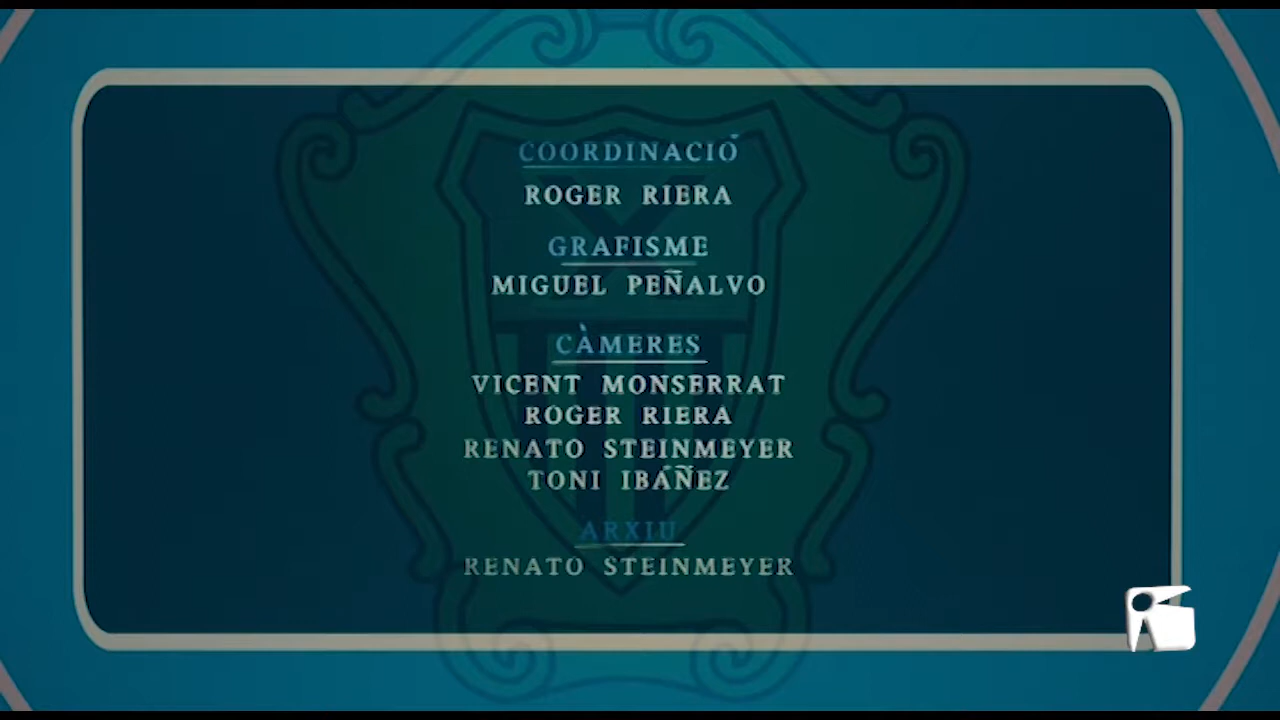 COORDINACIÓ
ROGER RIERA
GRAFISME
MIGUEL PEÑALVO
CÀMERES
VICENT MONSERRAT
ROGER RIERA
RENATO STEINMEYER
TONI IBÁÑEZ
ARXIU
RENATO STEINMEYER